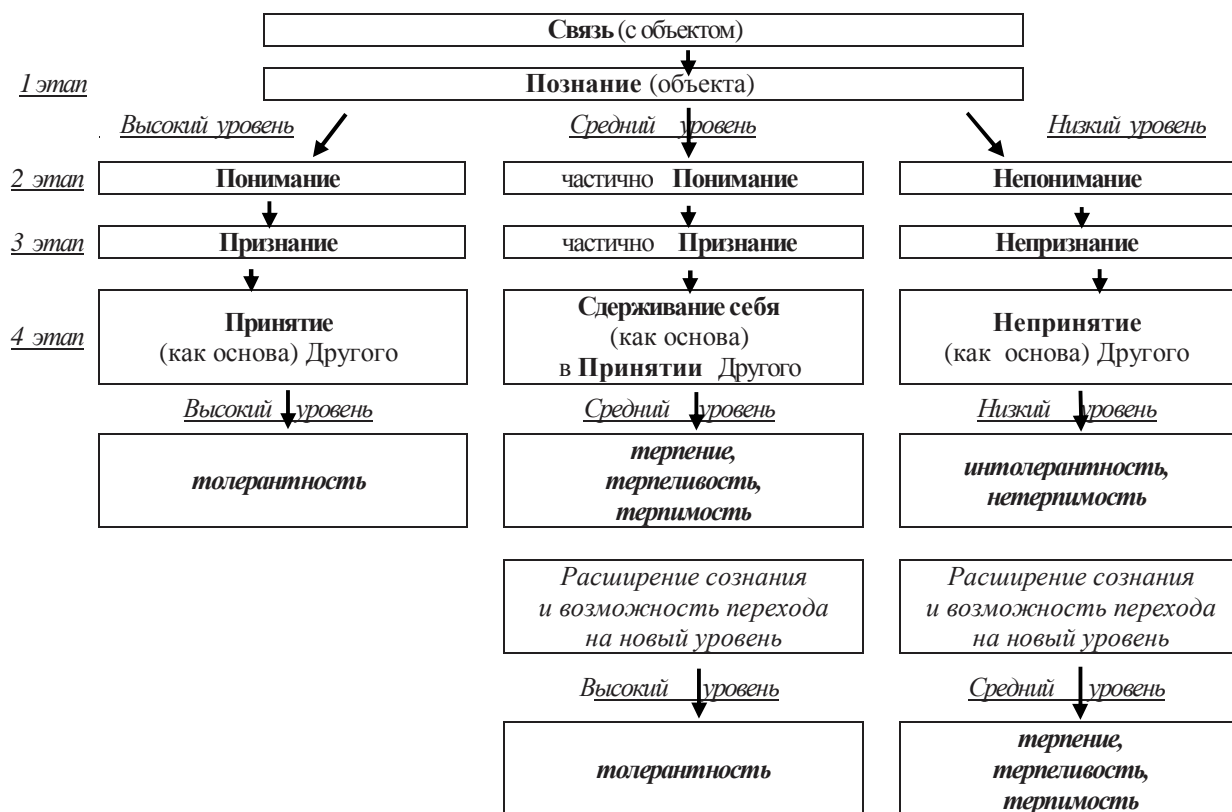 Связь (с объектом)
1 этап
Познание (объекта)
Высокий уровень
Средний уровень
Низкий уровень
2 этап
Понимание
частично Понимание
Непонимание
3 этап
Признание
частично Признание
Непризнание
4 этап
Принятие
(как основа) Другого
Сдерживание себя
(как основа)
в Принятии Другого
Непринятие
(как основа) Другого
Высокий уровень
Средний уровень
Низкий уровень
толерантность
терпение,
терпеливость,
терпимость
интолерантность,
нетерпимость
Расширение сознания
и возможность перехода
на новый уровень
Расширение сознания
и возможность перехода
на новый уровень
Высокий уровень
Средний уровень
толерантность
терпение,
терпеливость,
терпимость